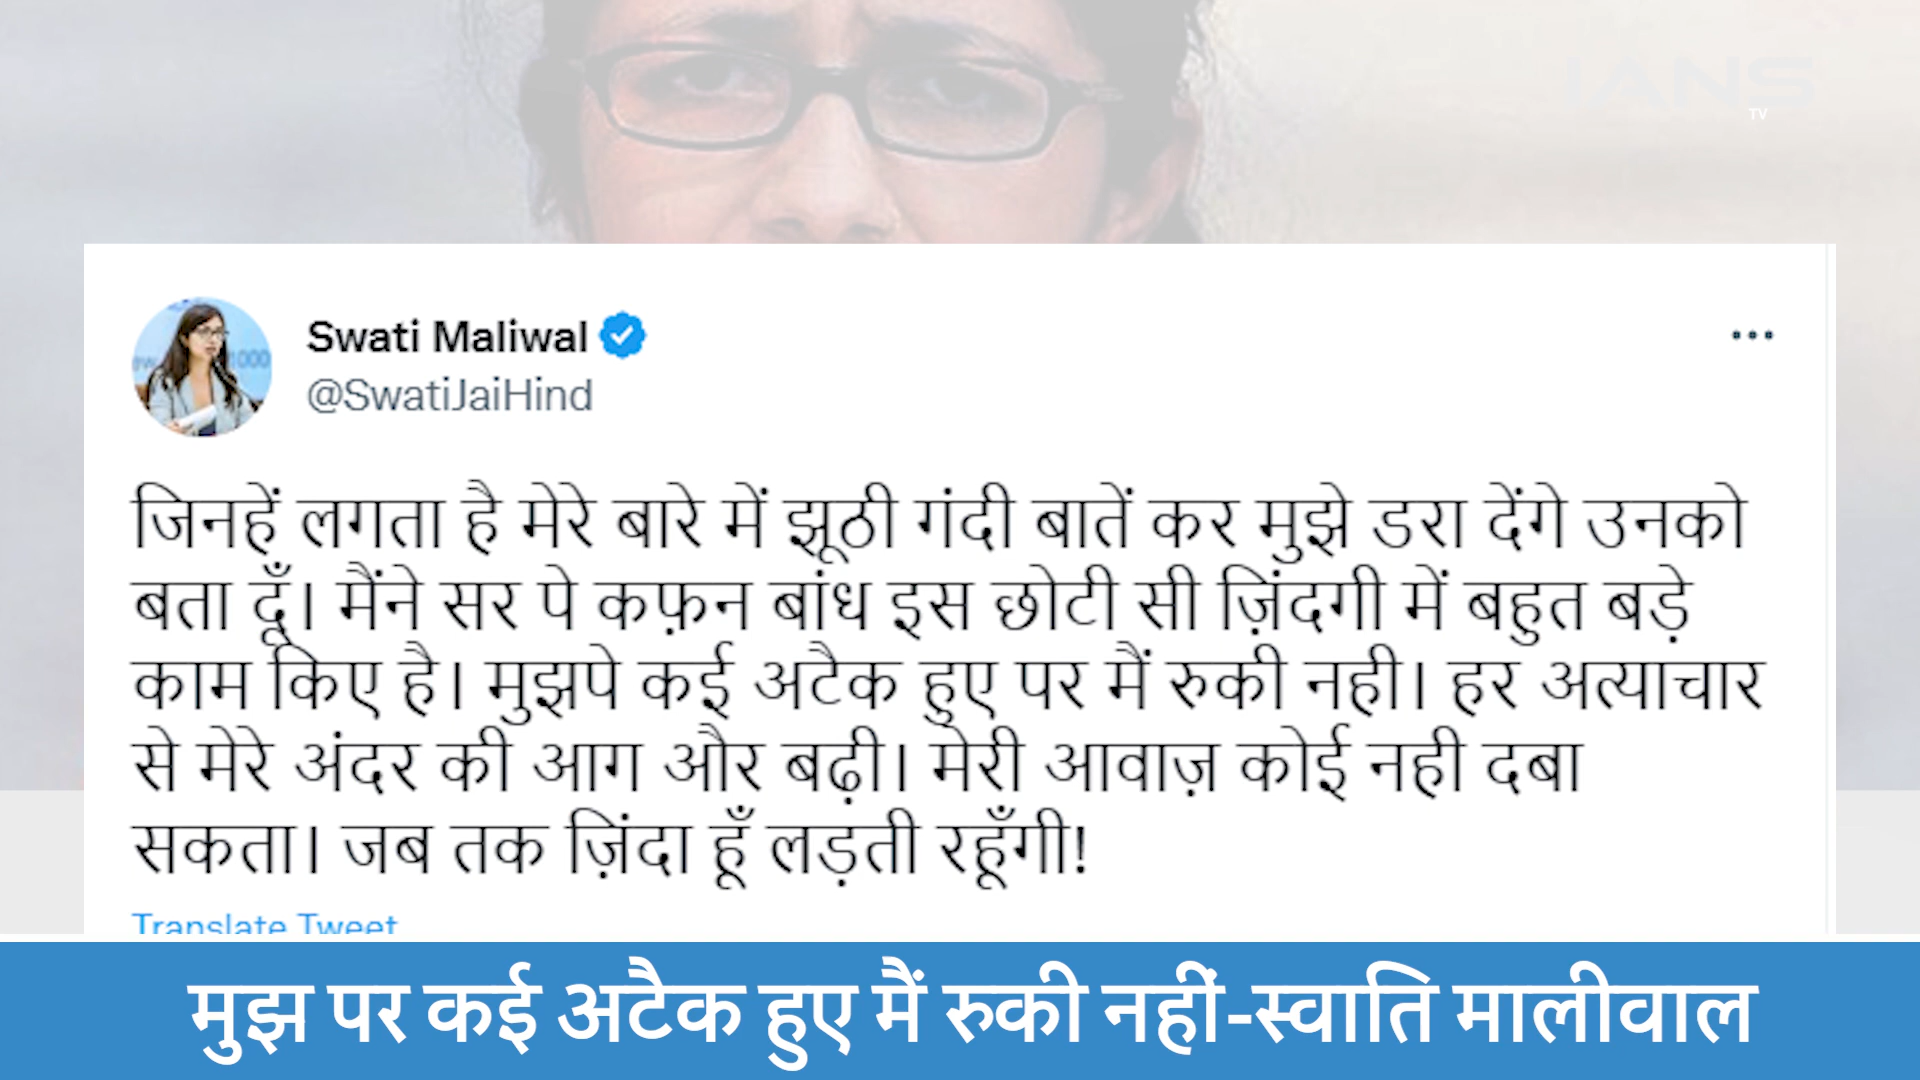 IANS
TV
Swati Maliwal
@SwatiJaiHind
जिनहें लगता है मेरे बारे में झूठी गंदी बातें कर मुझे डरा देंगे उनको
बता दूँ। मैंने सर पे कफ़न बांध इस छोटी सी ज़िंदगी में बहुत बड़े
काम किए है। मुझपे कई अटैक हुए पर मैं रुकी नही। हर अत्याचार
से मेरे अंदर की आग और बढ़ी। मेरी आवाज़ कोई नही दबा
सकता। जब तक ज़िंदा हूँ लड़ती रहूँगी!
Translate Tweet
मुझ पर कई अटैक हुए मैं रुकी नहीं-स्वाति मालीवाल